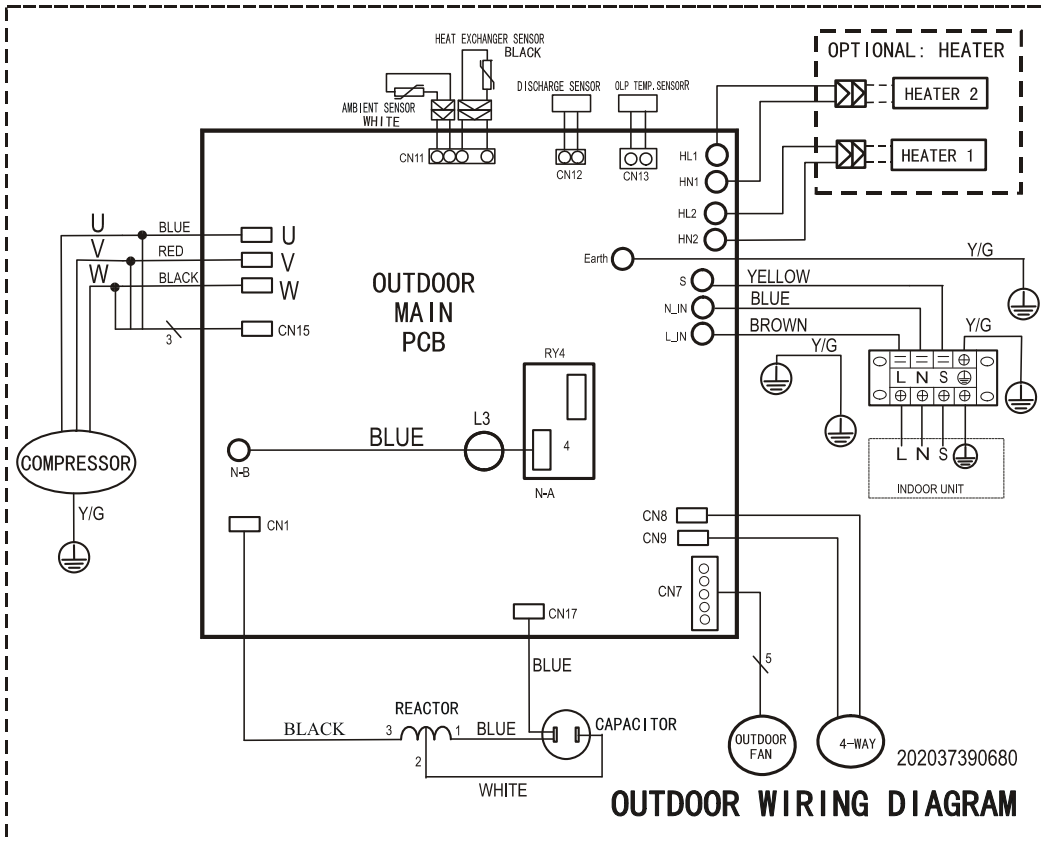 HEAT EXCHANGER SENSOR
BLACK
OPTIONAL: HEATER
DISCHARGE SENSOR
OLP TEMP.SENSORR
AMBIENT SENSOR
WHITE
HEATER 2
HEATER 1
CN11
CN12
CN13
HL1
HN1
HL2
HN2
U
BLUE
U
V
RED
V
W
BLACK
W
Earth
Y/G
S
YELLOW
N_IN
BLUE
L_IN
BROWN
Y/G
Y/G
OUTDOOR
MAIN
PCB
3
CN15
RY4
L N S
BLUE
L3
4
N-B
N-A
COMPRESSOR
L N S
INDOOR UNIT
Y/G
CN1
CN8
CN9
CN7
CN17
BLUE
5
REACTOR
BLACK
3
1
BLUE
CAPACITOR
2
WHITE
OUTDOOR
FAN
4-WAY
202037390680
OUTDOOR WIRING DIAGRAM